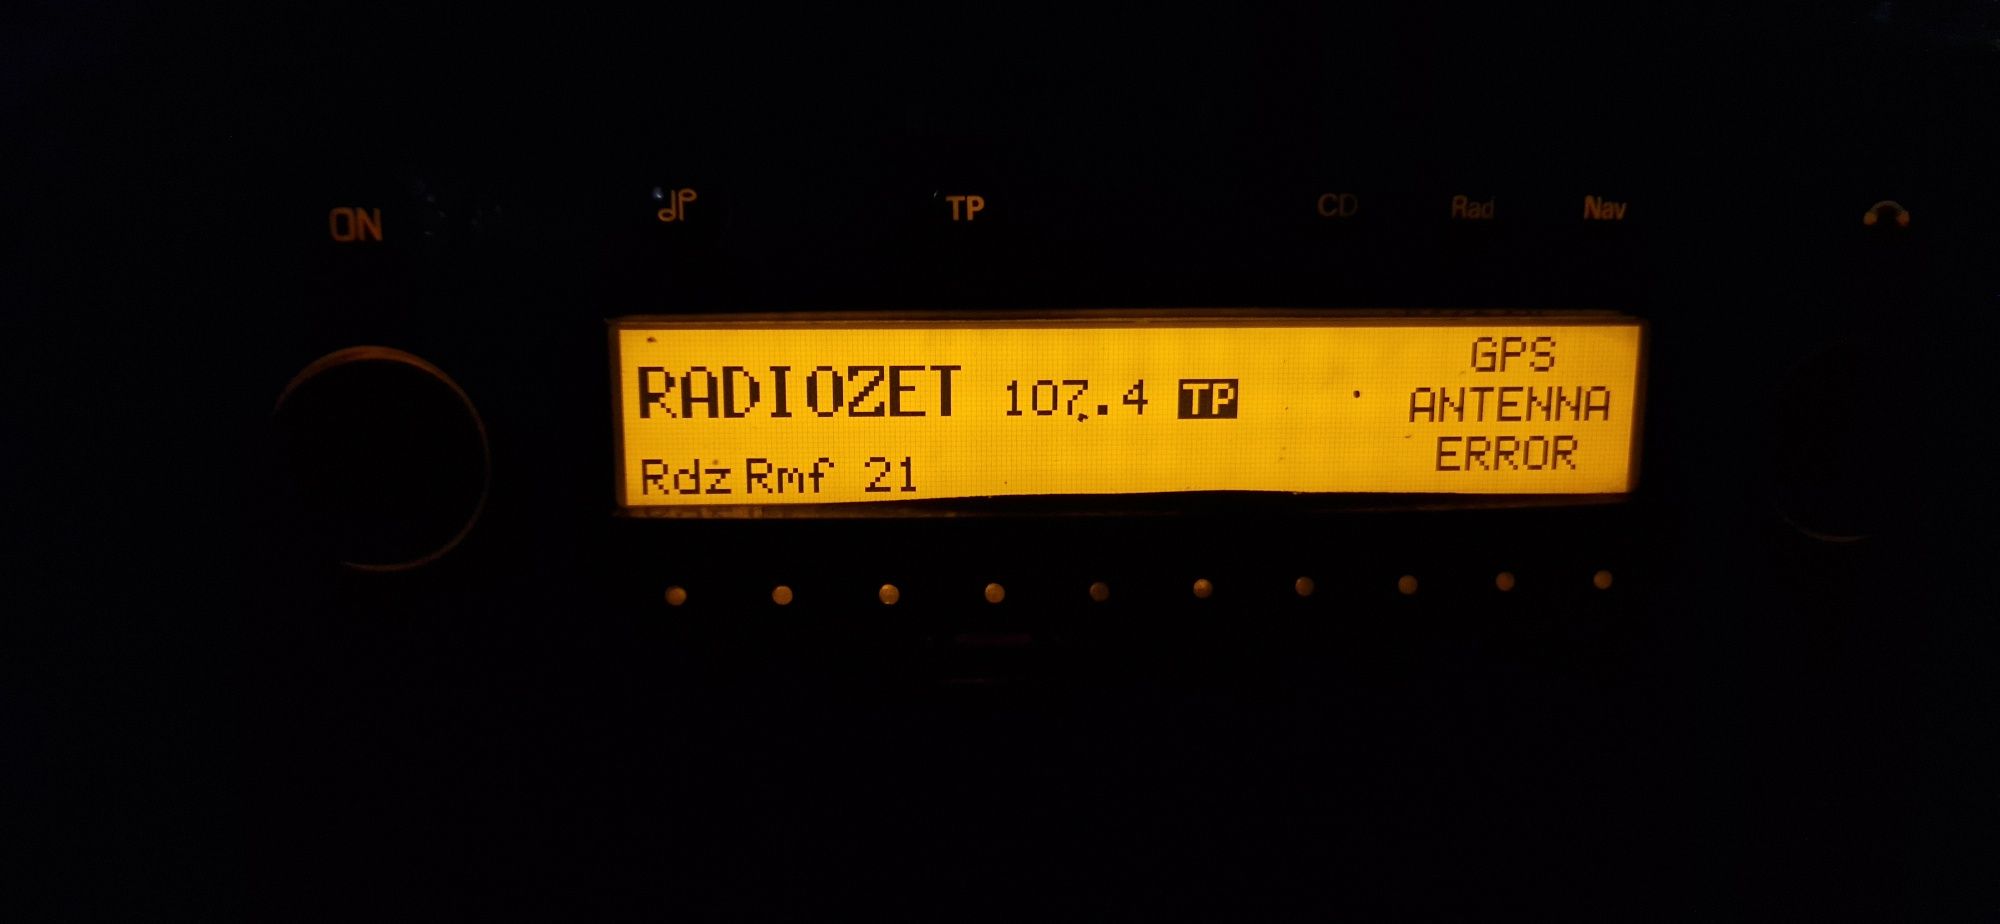 ON
TP
CD
Rad
Nav
RADIOZET 107.4 TP
GPS
ANTENNA
ERROR
Rdz Rmf 21